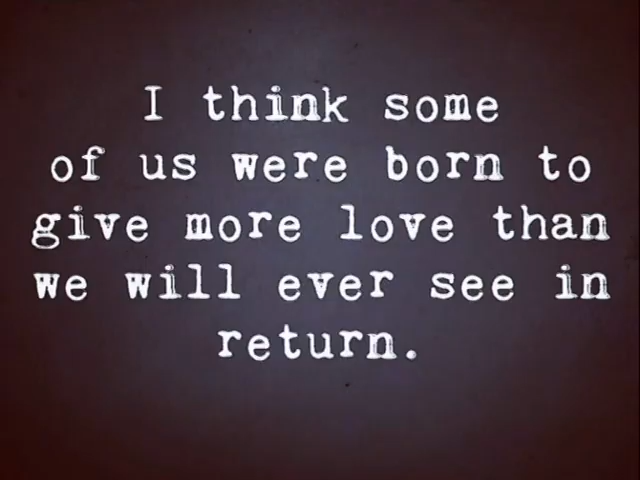 I think some
of us were born to
give more love than
we will ever see in
return.